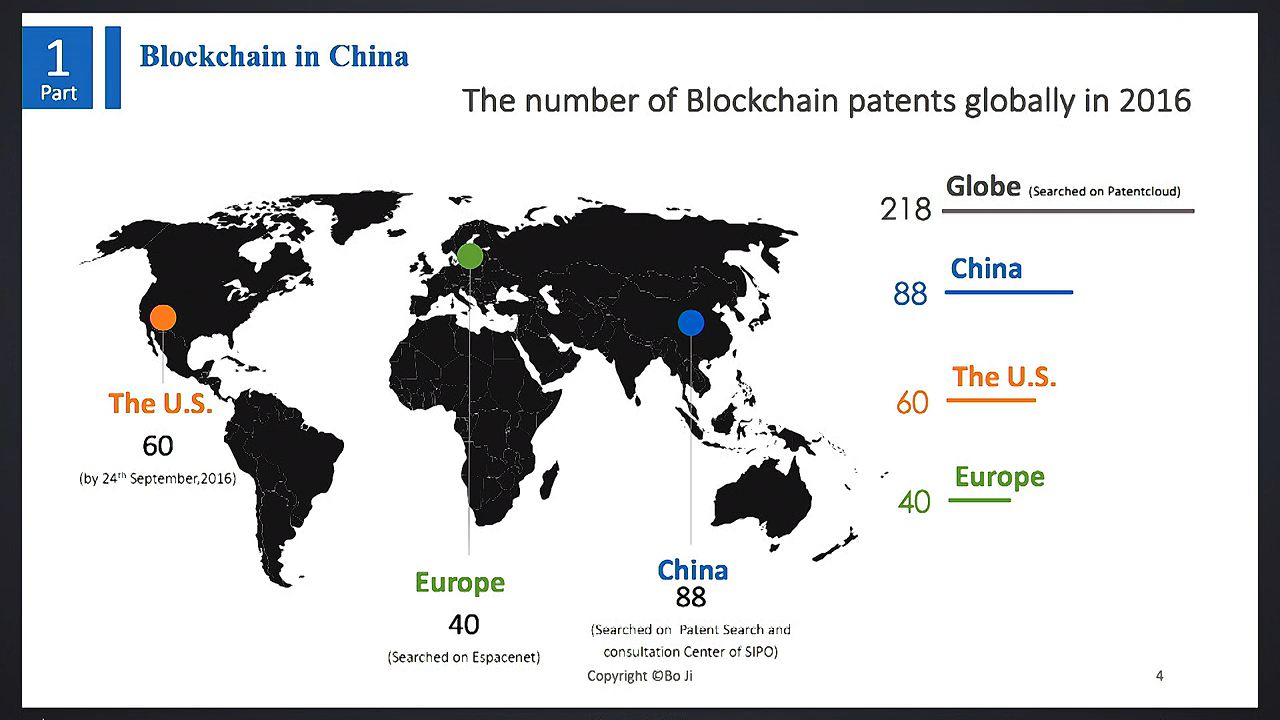 1
Part
Blockchain in China
The number of Blockchain patents globally in 2016
Globe (Searched on Patentcloud)
218
China
88
The U.S.
60
Europe
40
The U.S.
60
(by 24th September,2016)
Europe
40
(Searched on Espacenet)
China
88
(Searched on Patent Search and
consultation Center of SIPO)
Copyright ©Bo Ji
4